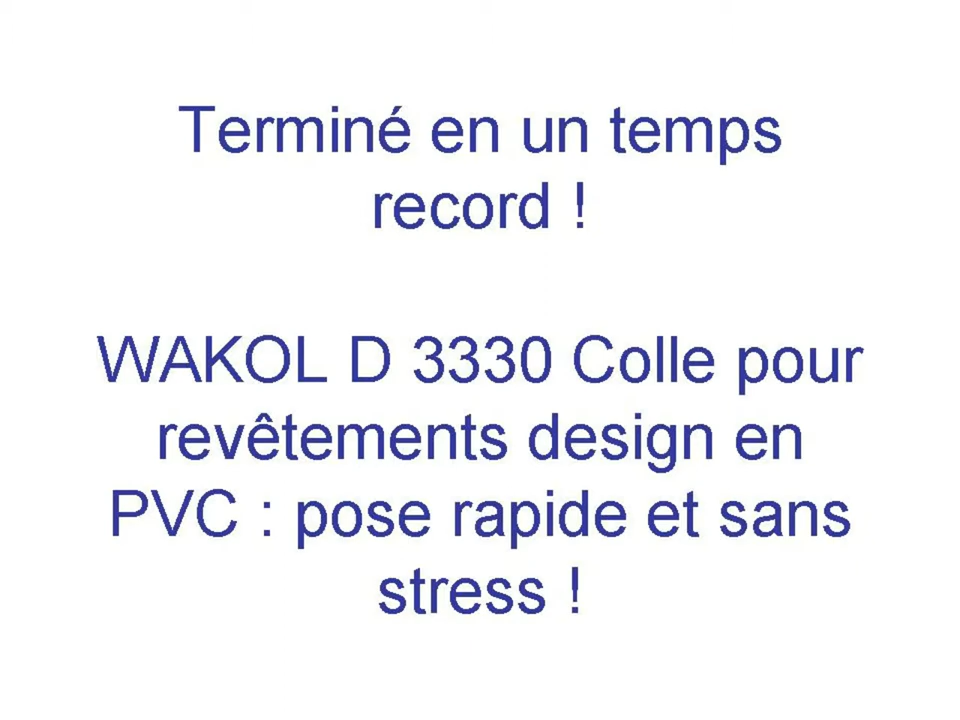 Terminé en un temps
record !
WAKOL D 3330 Colle pour
revêtements design en
PVC : pose rapide et sans
stress !